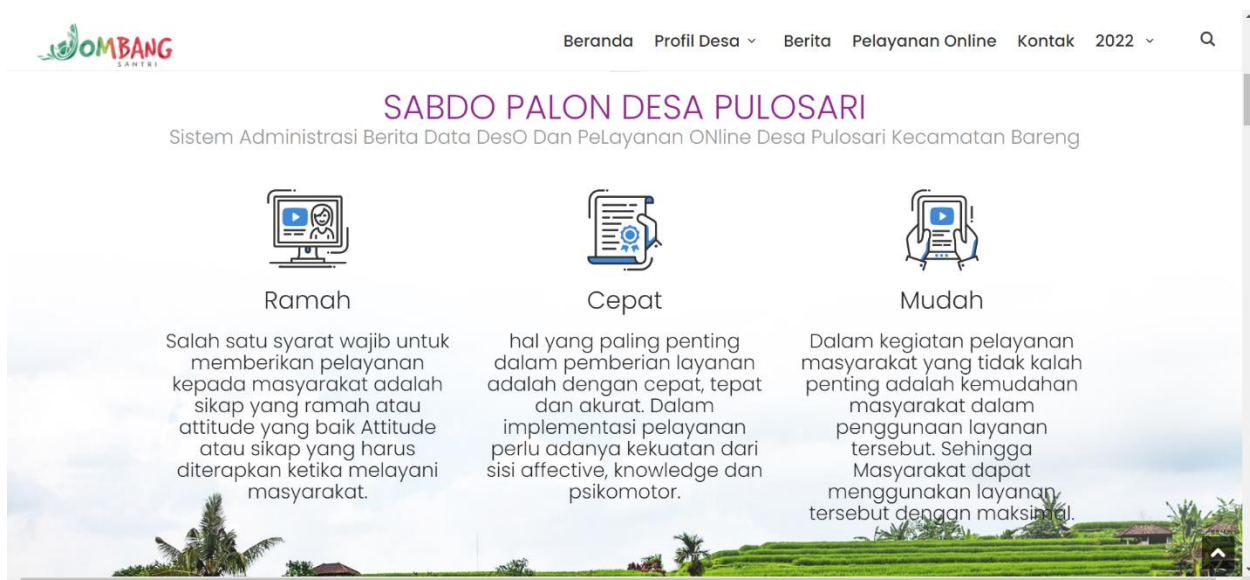 JOMBANG
SANTRI
Beranda Profil Desa Berita Pelayanan Online Kontak 2022
SABDO PALON DESA PULOSARI
Sistem Administrasi Berita Data DesO Dan PeLayanan ONline Desa Pulosari Kecamatan Bareng
Ramah
Salah satu syarat wajib untuk
memberikan pelayanan
kepada masyarakat adalah
sikap yang ramah atau
attitude yang baik Attitude
atau sikap yang harus
diterapkan ketika melayani
masyarakat.
Cepat
hal yang paling penting
dalam pemberian layanan
adalah dengan cepat, tepat
dan akurat. Dalam
implementasi pelayanan
perlu adanya kekuatan dari
sisi affective, knowledge dan
psikomotor.
Mudah
Dalam kegiatan pelayanan
masyarakat yang tidak kalah
penting adalah kemudahan
masyarakat dalam
penggunaan layanan
tersebut. Sehingga
Masyarakat dapat
menggunakan layanan
tersebut dengan maksimal.